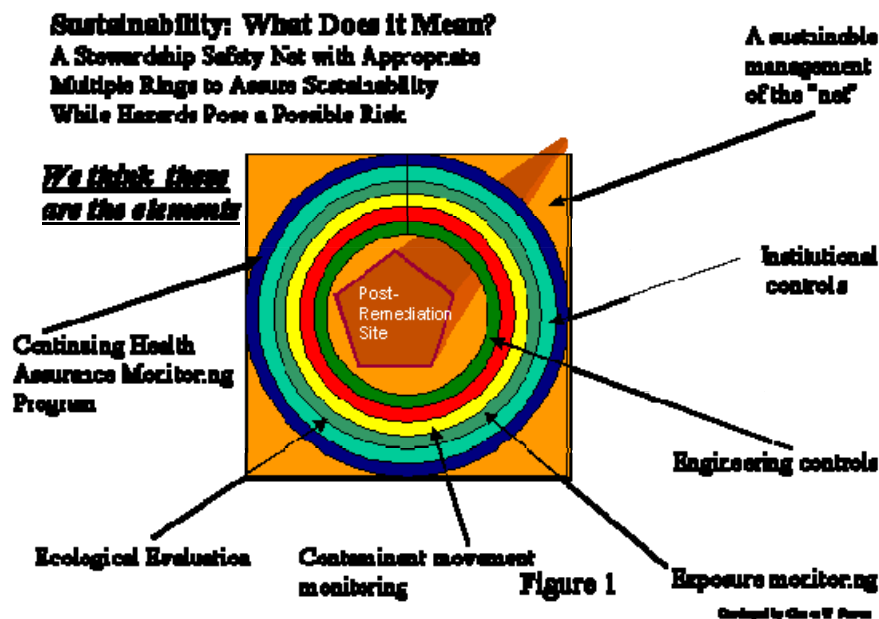 Sustainability: What Does it Mean?
A Stewardship Safety Net with Appropriate
Multiple Rings to Assure Sustainability
While Hazards Pose a Possible Risk
A sustainable
management
of the "net"
We think these
are the elements
Institutional
controls
Post-
Remediation
Site
Continuing Health
Assurance Monitoring
Program
Engineering controls
Ecological Evaluation
Contaminant movement
monitoring
Exposure monitoring
Figure 1